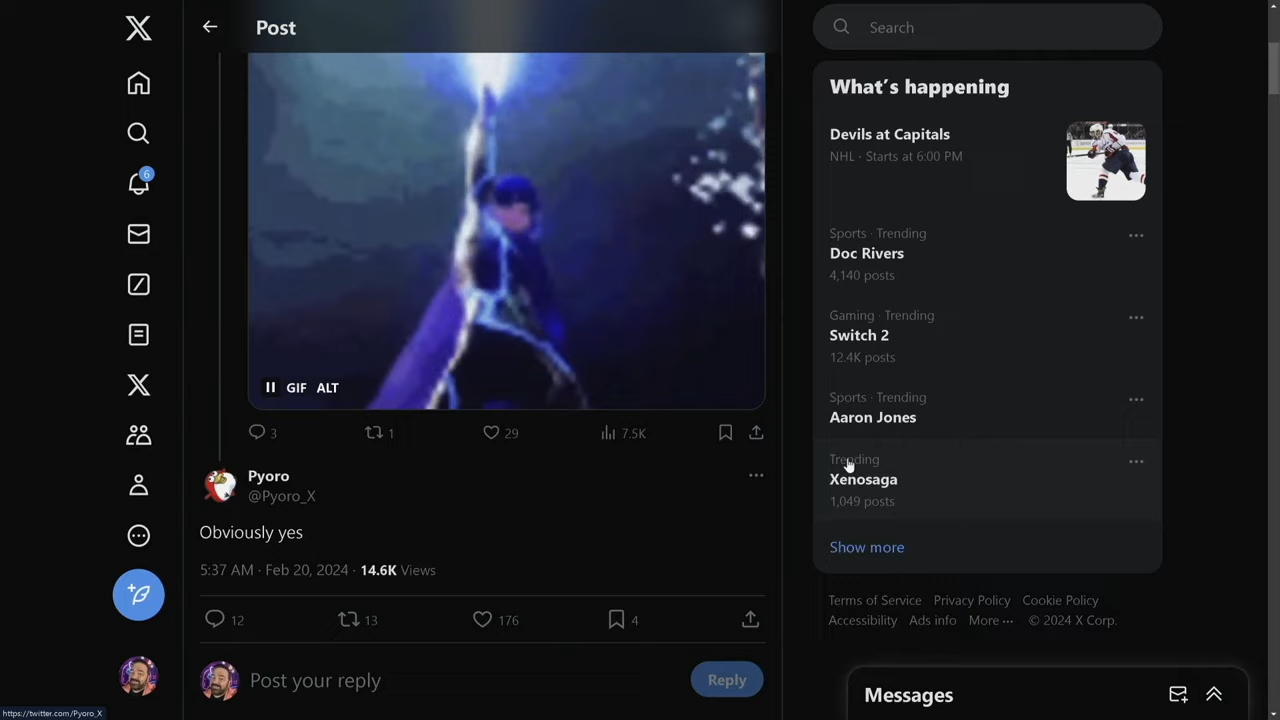 Post
6
GIF ALT
3
1
29
7.5K
Pyoro
@Pyoro_X
Obviously yes
5:37 AM · Feb 20, 2024 · 14.6K Views
12
13
176
4
Post your reply
Reply
Search
What's happening
Devils at Capitals
NHL · Starts at 6:00 PM
Sports · Trending
Doc Rivers
4,140 posts
Gaming · Trending
Switch 2
12.4K posts
Sports · Trending
Aaron Jones
Trending
Xenosaga
1,049 posts
Show more
Terms of Service Privacy Policy Cookie Policy
Accessibility Ads info More ··· © 2024 X Corp.
Messages
https://twitter.com/Pyoro_X